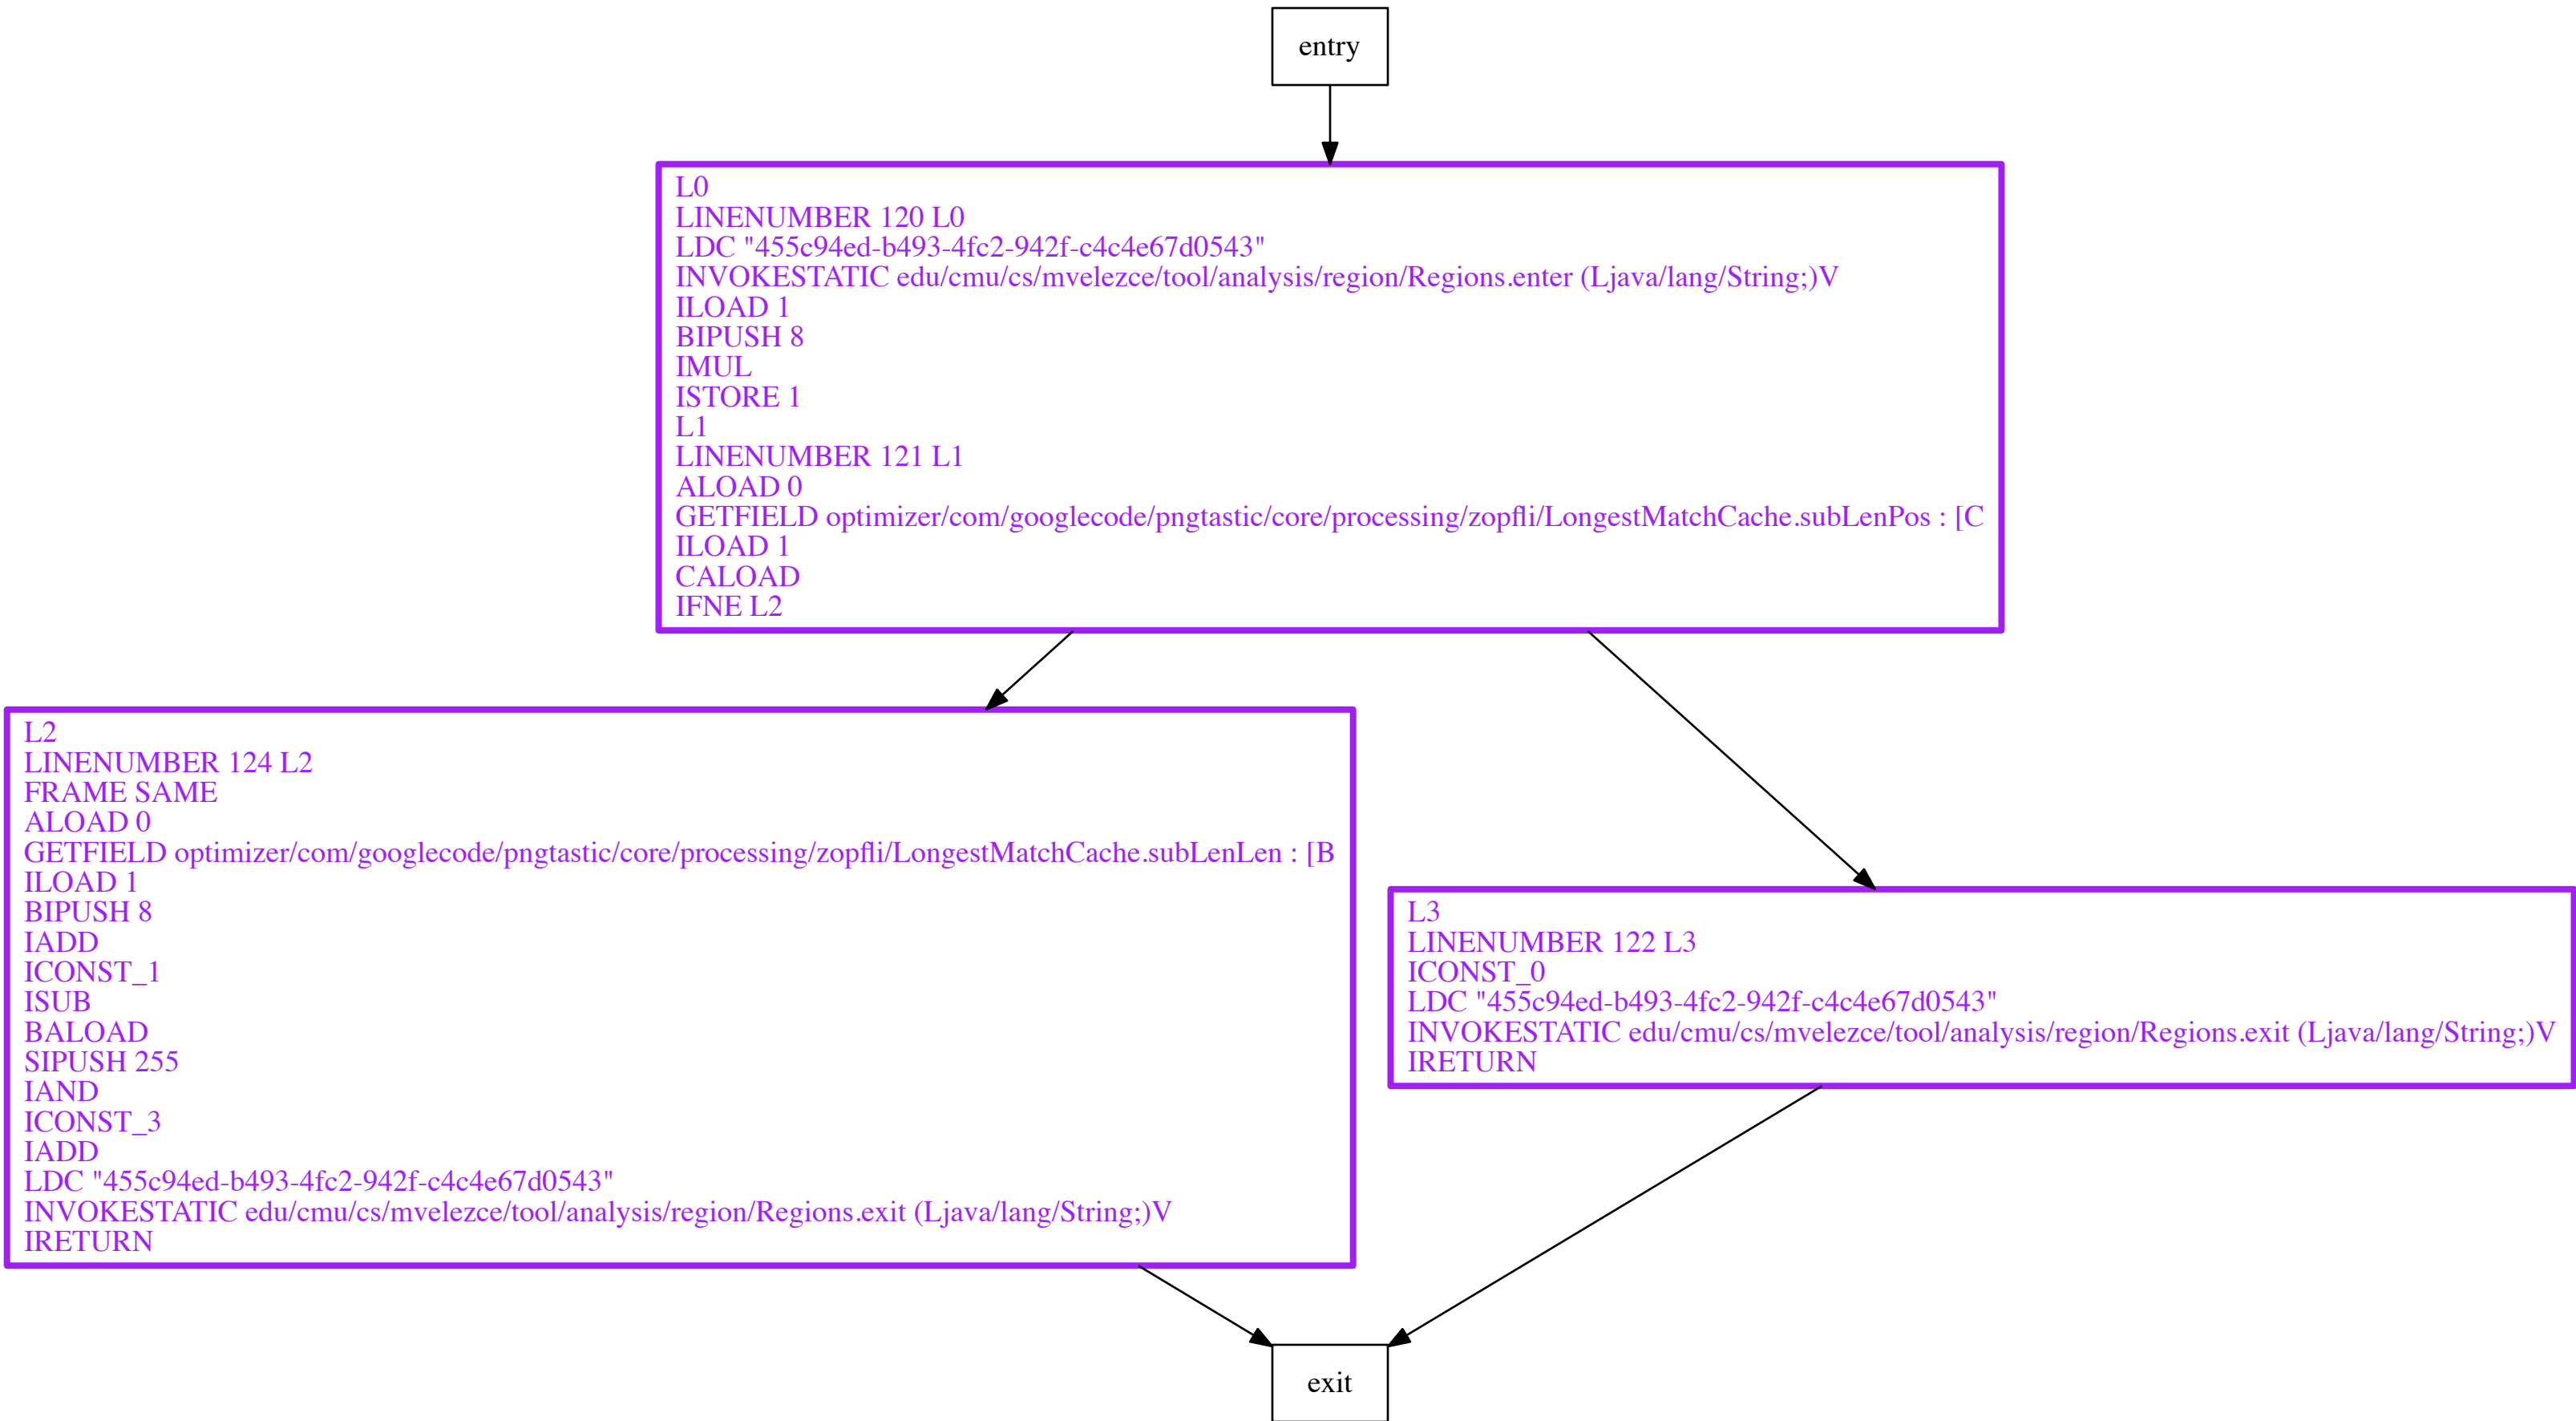 entry
L0
LINENUMBER 120 L0
LDC "455c94ed-b493-4fc2-942f-c4c4e67d0543"
INVOKESTATIC edu/cmu/cs/mvelezce/tool/analysis/region/Regions.enter (Ljava/lang/String;)V
ILOAD 1
BIPUSH 8
IMUL
ISTORE 1
L1
LINENUMBER 121 L1
ALOAD 0
GETFIELD optimizer/com/googlecode/pngtastic/core/processing/zopfli/LongestMatchCache.subLenPos : [C
ILOAD 1
CALOAD
IFNE L2
L2
LINENUMBER 124 L2
FRAME SAME
ALOAD 0
GETFIELD optimizer/com/googlecode/pngtastic/core/processing/zopfli/LongestMatchCache.subLenLen : [B
ILOAD 1
BIPUSH 8
IADD
ICONST_1
ISUB
BALOAD
SIPUSH 255
IAND
ICONST_3
IADD
LDC "455c94ed-b493-4fc2-942f-c4c4e67d0543"
INVOKESTATIC edu/cmu/cs/mvelezce/tool/analysis/region/Regions.exit (Ljava/lang/String;)V
IRETURN
L3
LINENUMBER 122 L3
ICONST_0
LDC "455c94ed-b493-4fc2-942f-c4c4e67d0543"
INVOKESTATIC edu/cmu/cs/mvelezce/tool/analysis/region/Regions.exit (Ljava/lang/String;)V
IRETURN
exit